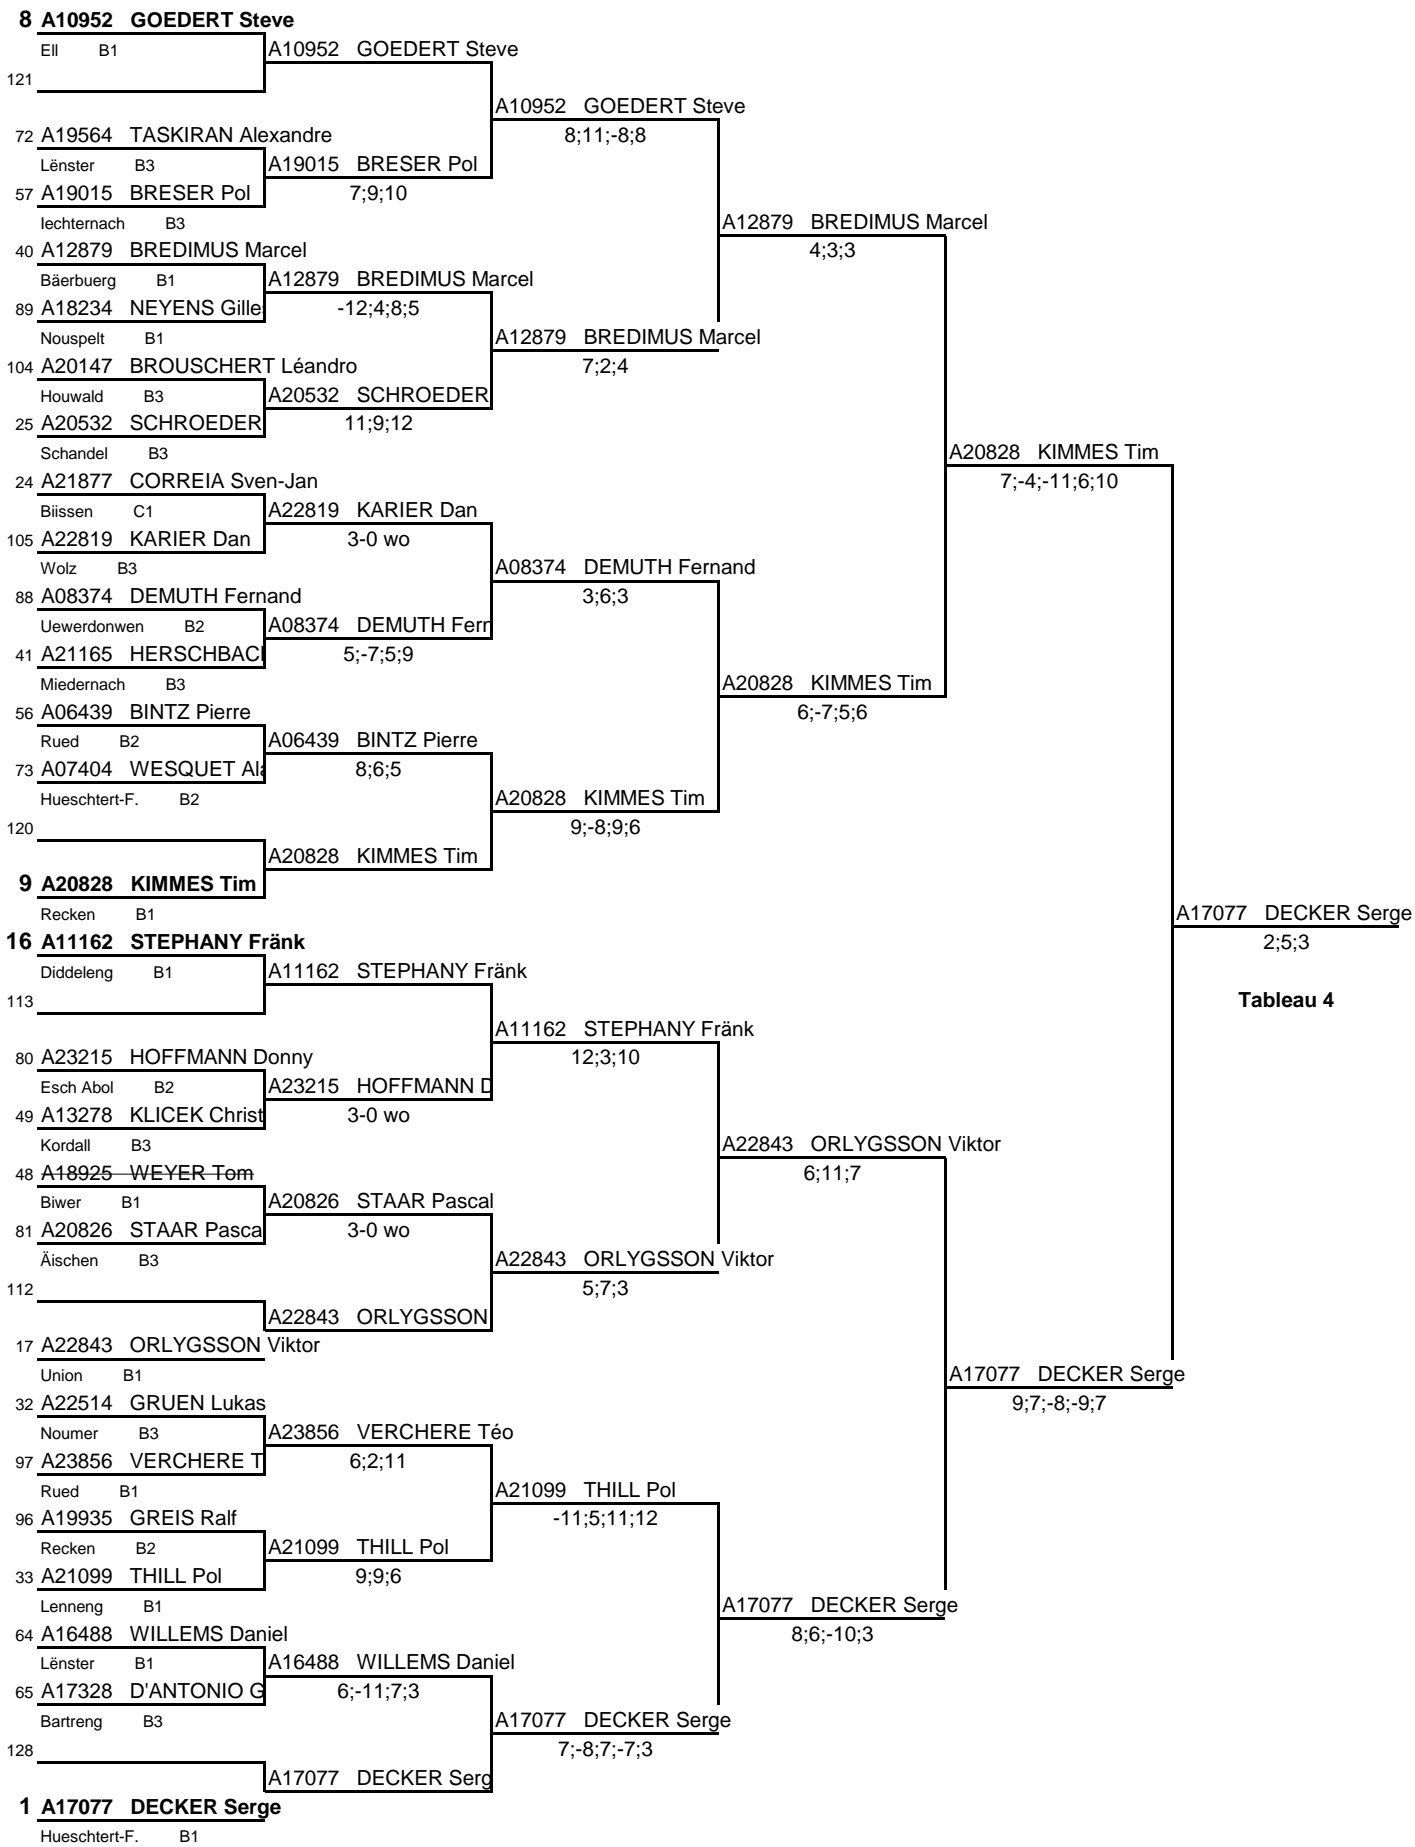 8 A10952 GOEDERT Steve
Ell B1 A10952 GOEDERT Steve
121
A10952 GOEDERT Steve
72 A19564 TASKIRAN Alexandre 8;11;-8;8
Lënster B3 A19015 BRESER Pol
57 A19015 BRESER Pol 7;9;10
Iechternach B3 A12879 BREDIMUS Marcel
40 A12879 BREDIMUS Marcel 4;3;3
Bäerbuerg B1 A12879 BREDIMUS Marcel
89 A18234 NEYENS Gille -12;4;8;5
Nouspelt B1 A12879 BREDIMUS Marcel
104 A20147 BROUSCHERT Léandro 7;2;4
Houwald B3 A20532 SCHROEDER
25 A20532 SCHROEDER 11;9;12
Schandel B3 A20828 KIMMES Tim
24 A21877 CORREIA Sven-Jan 7;-4;-11;6;10
Biissen C1 A22819 KARIER Dan
105 A22819 KARIER Dan 3-0 wo
Wolz B3 A08374 DEMUTH Fernand
88 A08374 DEMUTH Fernand 3;6;3
Uewerdonwen B2 A08374 DEMUTH Fern
41 A21165 HERSCHBACH 5;-7;5;9
Miedernach B3 A20828 KIMMES Tim
56 A06439 BINTZ Pierre 6;-7;5;6
Rued B2 A06439 BINTZ Pierre
73 A07404 WESQUET Ala 8;6;5
Hueschtert-F. B2 A20828 KIMMES Tim
120 9;-8;9;6
A20828 KIMMES Tim
9 A20828 KIMMES Tim
Recken B1 A17077 DECKER Serge
16 A11162 STEPHANY Fränk 2;5;3
Diddeleng B1 A11162 STEPHANY Fränk
113 Tableau 4
A11162 STEPHANY Fränk
80 A23215 HOFFMANN Donny 12;3;10
Esch Abol B2 A23215 HOFFMANN D
49 A13278 KLICEK Christ 3-0 wo
Kordall B3 A22843 ORLYGSSON Viktor
48 A18925 WEYER Tom 6;11;7
Biwer B1 A20826 STAAR Pascal
81 A20826 STAAR Pasca 3-0 wo
Äischen B3 A22843 ORLYGSSON Viktor
112 5;7;3
A22843 ORLYGSSON
17 A22843 ORLYGSSON Viktor
Union B1 A17077 DECKER Serge
32 A22514 GRUEN Lukas 9;7;-8;-9;7
Noumer B3 A23856 VERCHERE Téo
97 A23856 VERCHERE T 6;2;11
Rued B1 A21099 THILL Pol
96 A19935 GREIS Ralf -11;5;11;12
Recken B2 A21099 THILL Pol
33 A21099 THILL Pol 9;9;6
Lenneng B1 A17077 DECKER Serge
64 A16488 WILLEMS Daniel 8;6;-10;3
Lënster B1 A16488 WILLEMS Daniel
65 A17328 D'ANTONIO G 6;-11;7;3
Bartreng B3 A17077 DECKER Serge
128 7;-8;7;-7;3
A17077 DECKER Serg
1 A17077 DECKER Serge
Hueschtert-F. B1